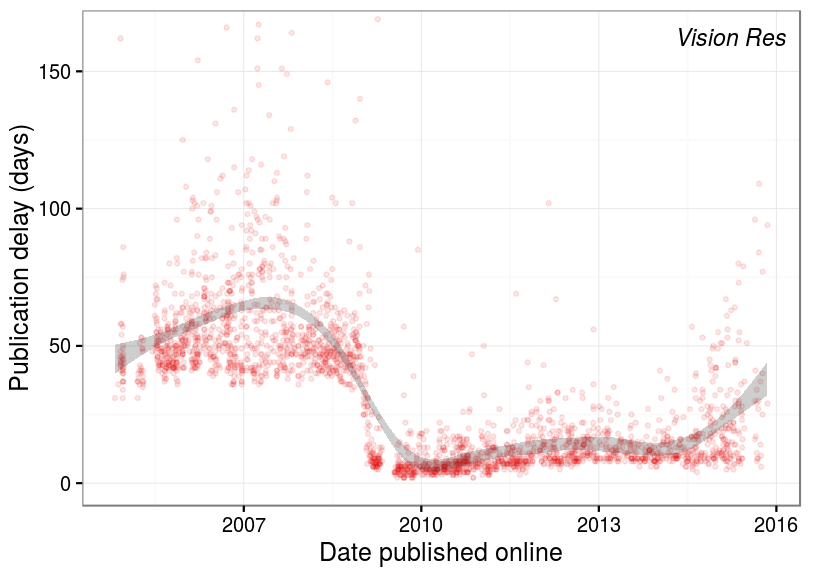 Vision Res
150
100
50
0
Publication delay (days)
2007 2010 2013 2016
Date published online